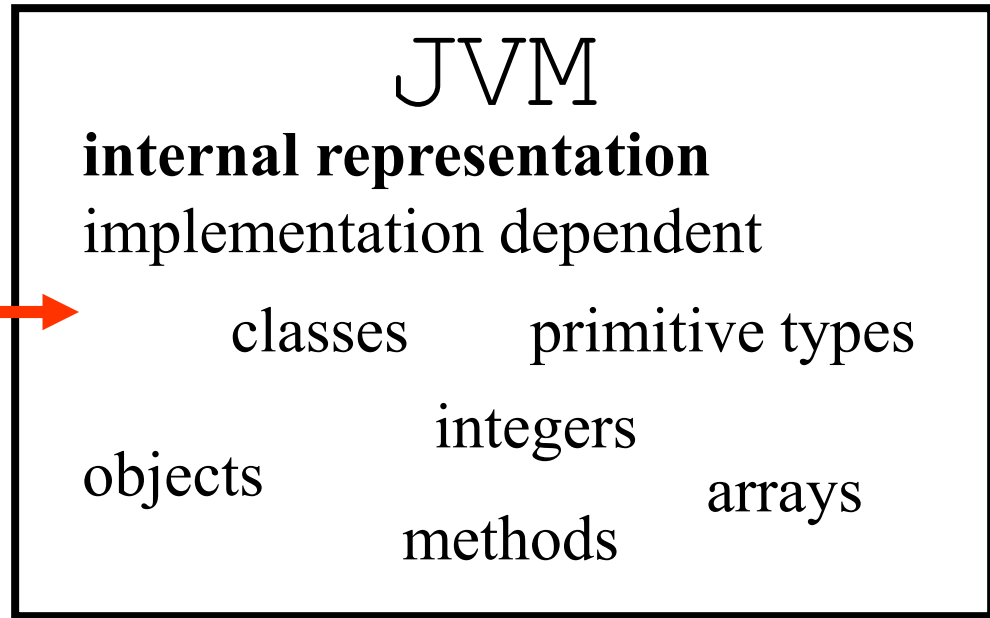 JVM
internal representation
implementation dependent
classes primitive types
integers
objects
arrays
methods